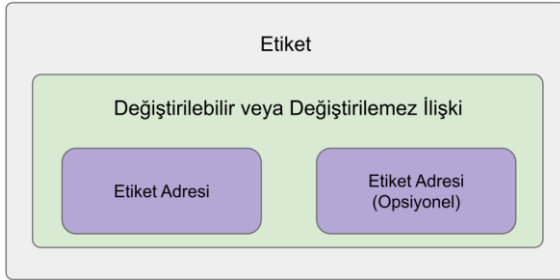 Etiket
Değiştirilebilir veya Değiştirilemez İlişki
Etiket Adresi
Etiket Adresi
(Opsiyonel)